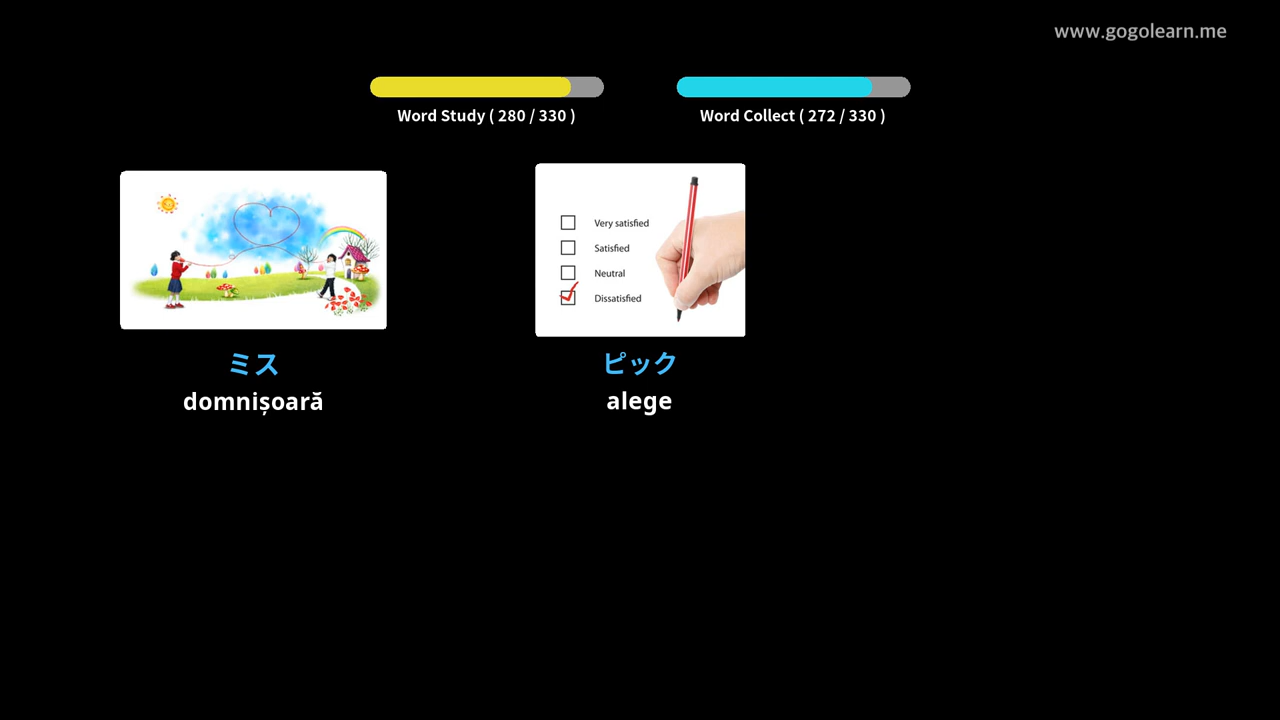 www.gogolearn.me
Word Study ( 280 / 330 )
Word Collect ( 272 / 330 )
Very satisfied
Satisfied
Neutral
Dissatisfied
ミス
domnișoară
ピック
alege